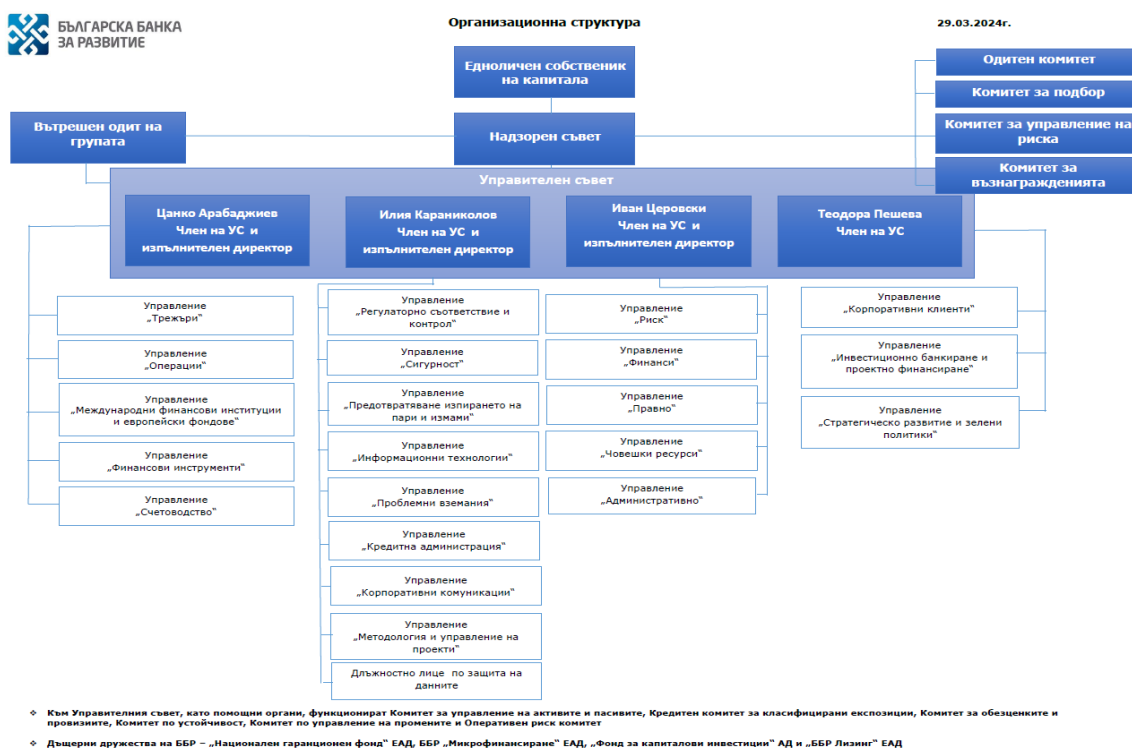 БЪЛГАРСКА БАНКА
ЗА РАЗВИТИЕ
Организационна структура
29.03.2024г.
Едноличен собственик
на капитала
Одитен комитет
Комитет за подбор
Вътрешен одит на
групата
Надзорен съвет
Комитет за управление на
риска
Комитет за
възнагражденията
Управителен съвет
Цанко Арабаджиев
Член на УС и
изпълнителен директор
Илия Караниколов
Член на УС и
изпълнителен директор
Иван Церовски
Член на УС и
изпълнителен директор
Теодора Пешева
Член на УС
Управление
„Трежъри“
Управление
„Операции“
Управление
„Международни финансови институции
и европейски фондове“
Управление
„Финансови инструменти“
Управление
„Счетоводство“
Управление
„Регулаторно съответствие и
контрол“
Управление
„Сигурност“
Управление
„Предотвратяване изпирането на
пари и измами“
Управление
„Информационни технологии“
Управление
„Проблемни вземания“
Управление
„Кредитна администрация“
Управление
„Корпоративни комуникации“
Управление
„Методология и управление на
проекти“
Длъжностно лице по защита на
данните
Управление
„Риск“
Управление
„Финанси“
Управление
„Правно“
Управление
„Човешки ресурси“
Управление
„Административно“
Управление
„Корпоративни клиенти“
Управление
„Инвестиционно банкиране и
проектно финансиране“
Управление
„Стратегическо развитие и зелени
политики“
❖ Към Управителния съвет, като помощни органи, функционират Комитет за управление на активите и пасивите, Кредитен комитет за класифицирани експозиции, Комитет за обезценките и
провизиите, Комитет по устойчивост, Комитет по управление на промените и Оперативен риск комитет
❖ Дъщерни дружества на ББР – „Национален гаранционен фонд“ ЕАД, ББР „Микрофинансиране“ ЕАД, „Фонд за капиталови инвестиции“ АД и „ББР Лизинг“ ЕАД